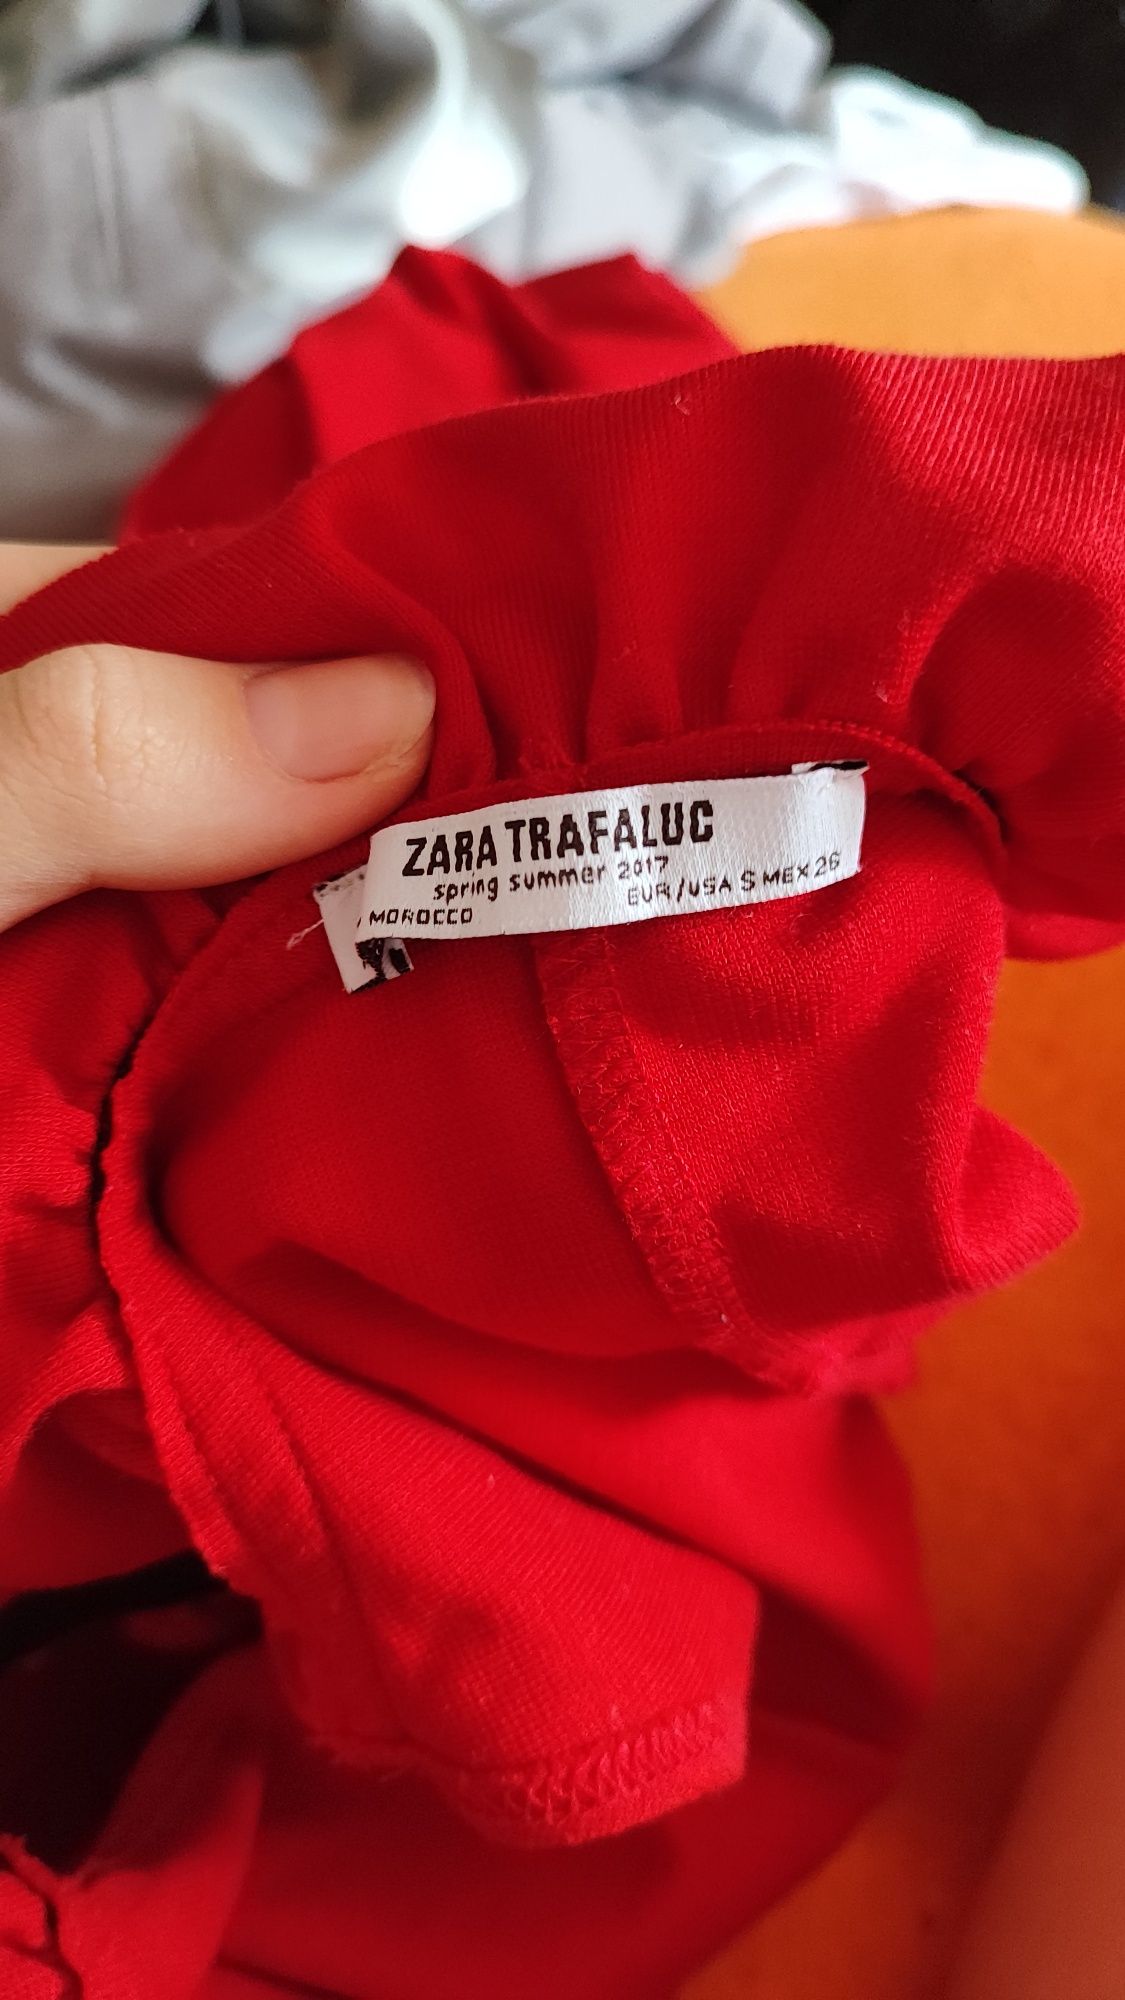 ZARA TRAFALUC
spring summer 2017
MOROCCO EUR/USA S MEX 26